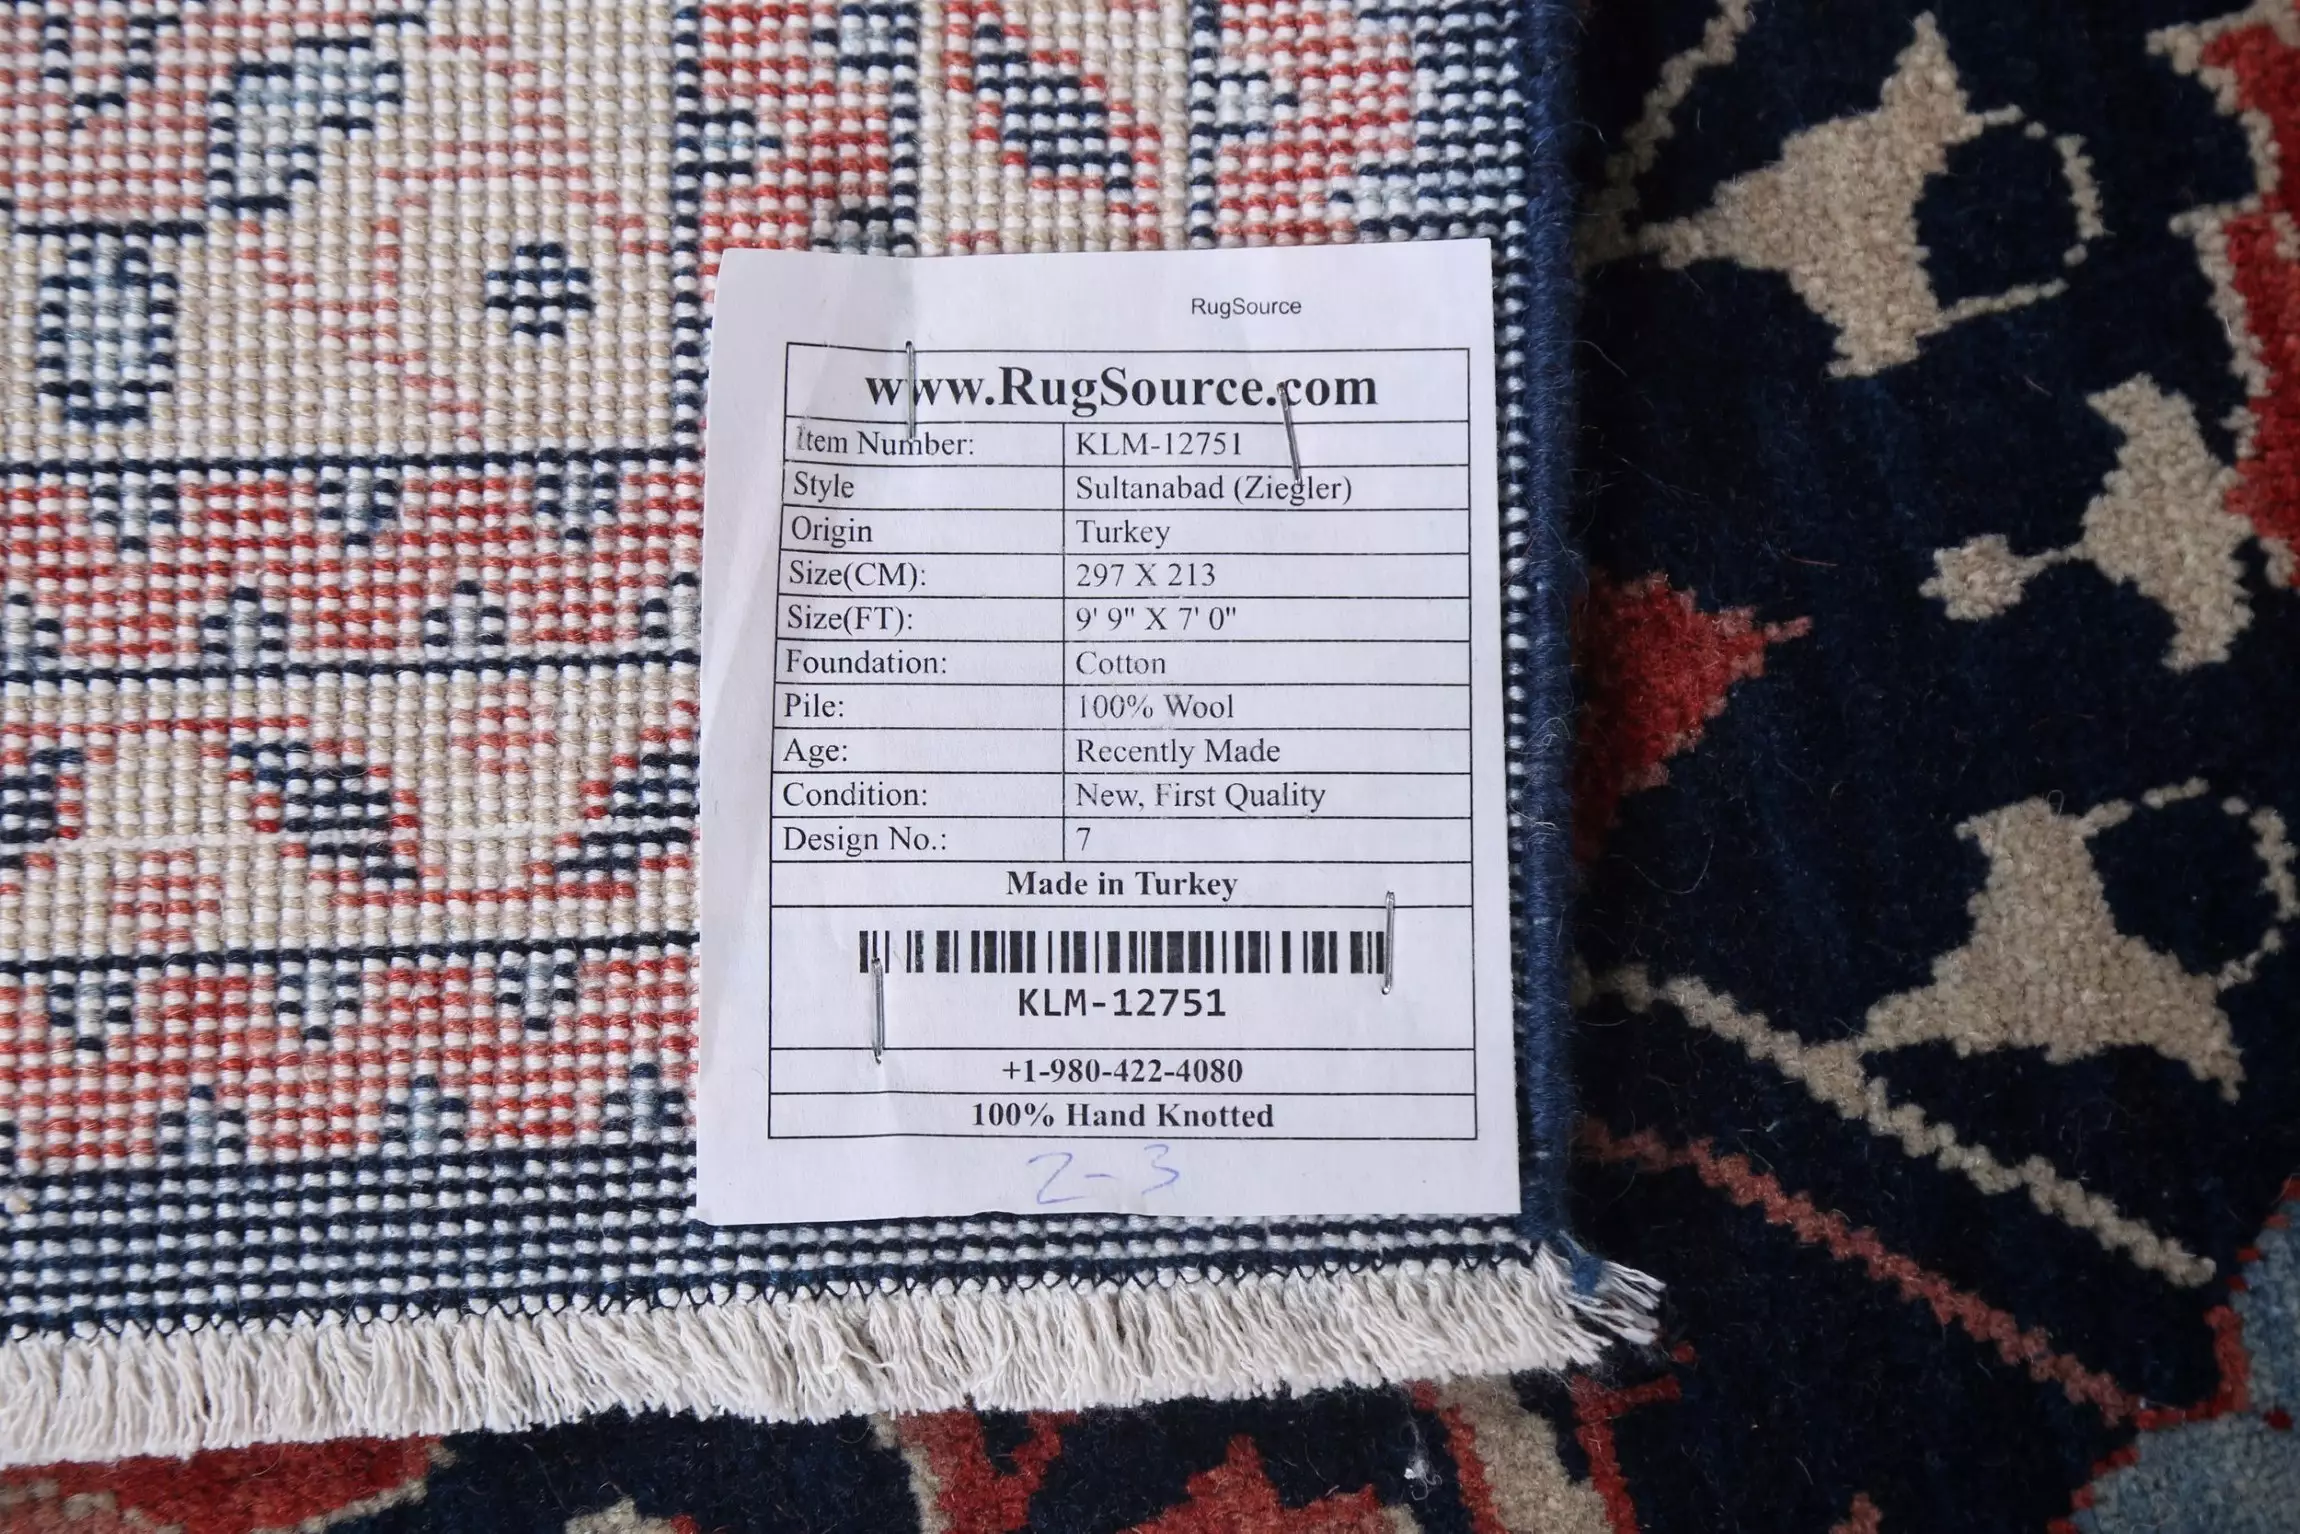 RugSource
www.RugSource.com
Item Number: KLM-12751
Style Sultanabad (Ziegler)
Origin Turkey
Size(CM): 297 X 213
Size(FT): 9' 9" X 7' 0"
Foundation: Cotton
Pile: 100% Wool
Age: Recently Made
Condition: New, First Quality
Design No.: 7
Made in Turkey
KLM-12751
+1-980-422-4080
100% Hand Knotted
2-3